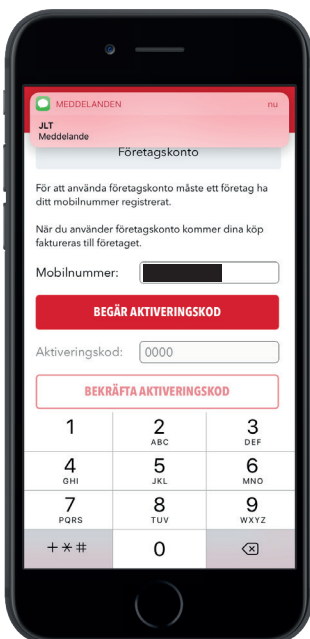 MEDDELANDEN nu
JLT
Meddelande
Företagskonto
För att använda företagskonto måste ett företag ha
ditt mobilnummer registrerat.
När du använder företagskonto kommer dina köp
faktureras till företaget.
Mobilnummer:
BEGÄR AKTIVERINGSKOD
Aktiveringskod: 0000
BEKRÄFTA AKTIVERINGSKOD
1 2 3
ABC DEF
4 5 6
GHI JKL MNO
7 8 9
PQRS TUV WXYZ
+*# 0